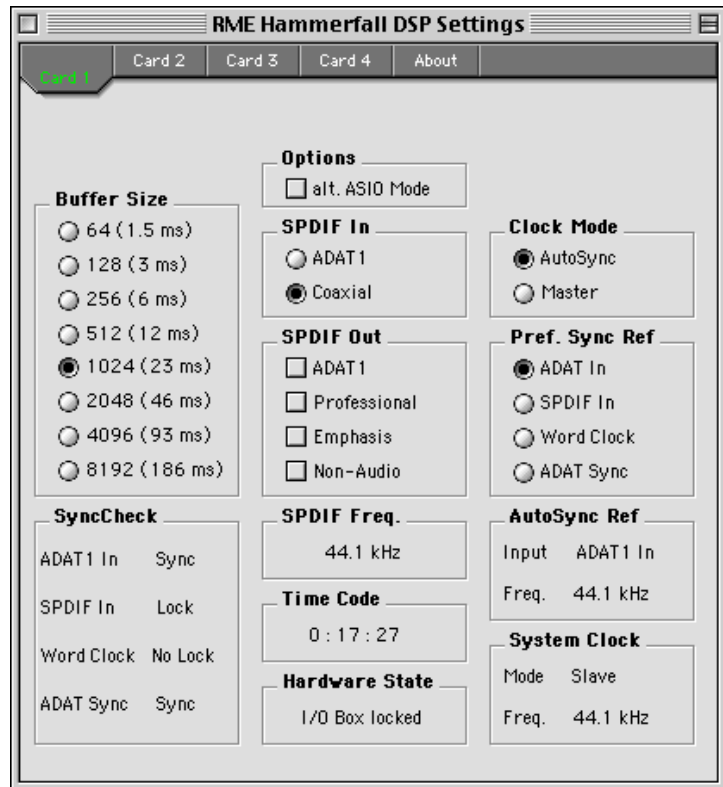 RME Hammerfall DSP Settings
Card 1
Card 2
Card 3
Card 4
About
Buffer Size
64 (1.5 ms)
128 (3 ms)
256 (6 ms)
512 (12 ms)
1024 (23 ms)
2048 (46 ms)
4096 (93 ms)
8192 (186 ms)
SyncCheck
ADAT1 In Sync
SPDIF In Lock
Word Clock No Lock
ADAT Sync Sync
Options
alt. ASIO Mode
SPDIF In
ADAT1
Coaxial
SPDIF Out
ADAT1
Professional
Emphasis
Non-Audio
SPDIF Freq.
44.1 kHz
Time Code
0 : 17 : 27
Hardware State
I/O Box locked
Clock Mode
AutoSync
Master
Pref. Sync Ref
ADAT In
SPDIF In
Word Clock
ADAT Sync
AutoSync Ref
Input ADAT1 In
Freq. 44.1 kHz
System Clock
Mode Slave
Freq. 44.1 kHz